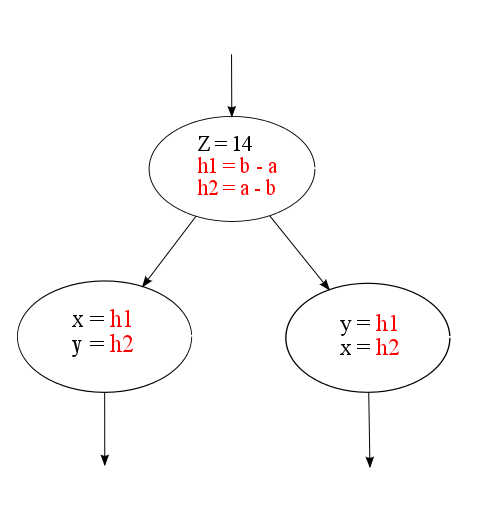 Z = 14
h1 = b - a
h2 = a - b
x = h1
y = h2
y = h1
x = h2